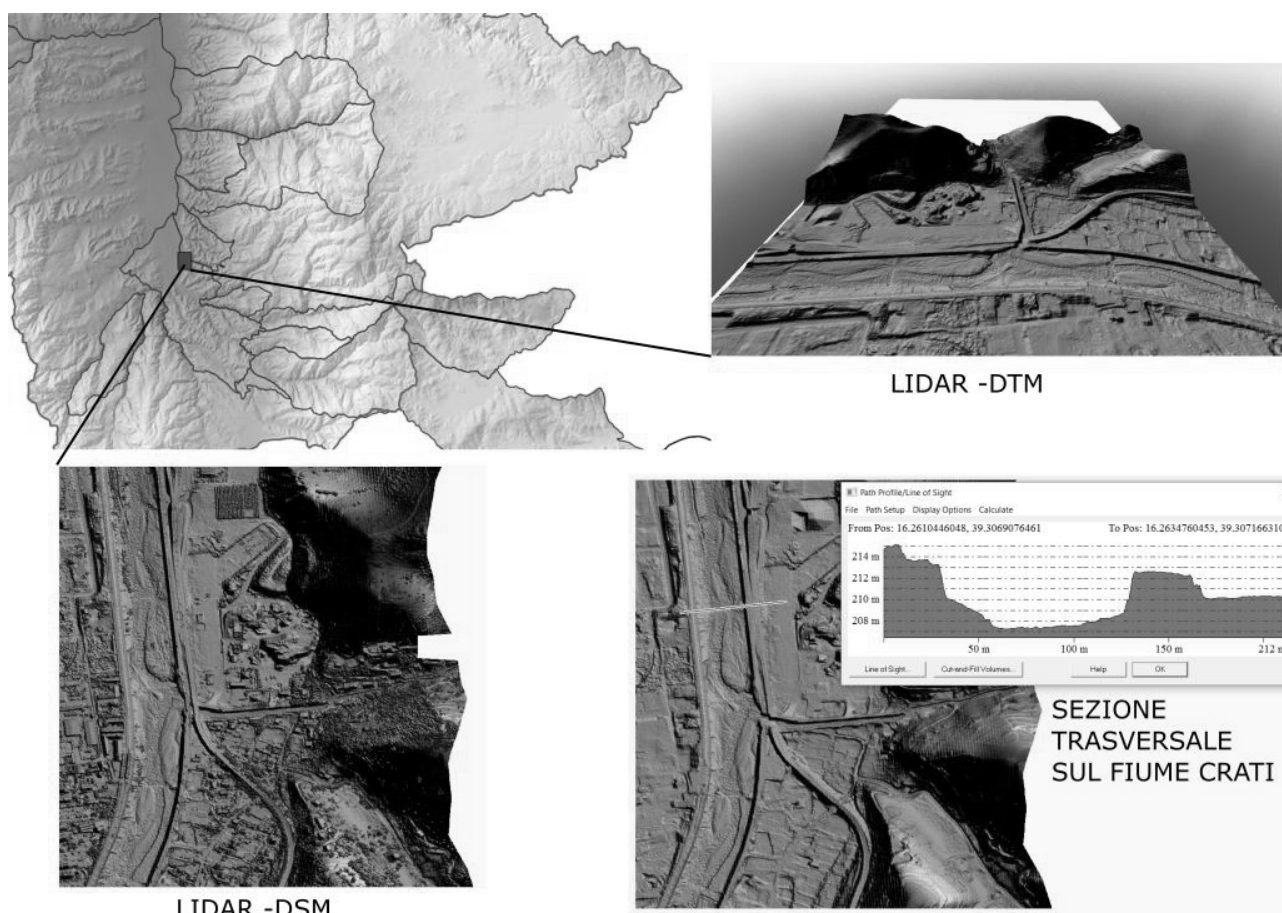 LIDAR -DTM
Path Profile/Line of Sight
File Path Setup Display Options Calculate
From Pos: 16.2610446048, 39.3069076461 To Pos: 16.2634760453, 39.307166310
214 m
212 m
210 m
208 m
50 m 100 m 150 m 212 m
Line of Sight... Cut-and-Fill Volumes... Help OK
SEZIONE
TRASVERSALE
SUL FIUME CRATI
LIDAR -DSM